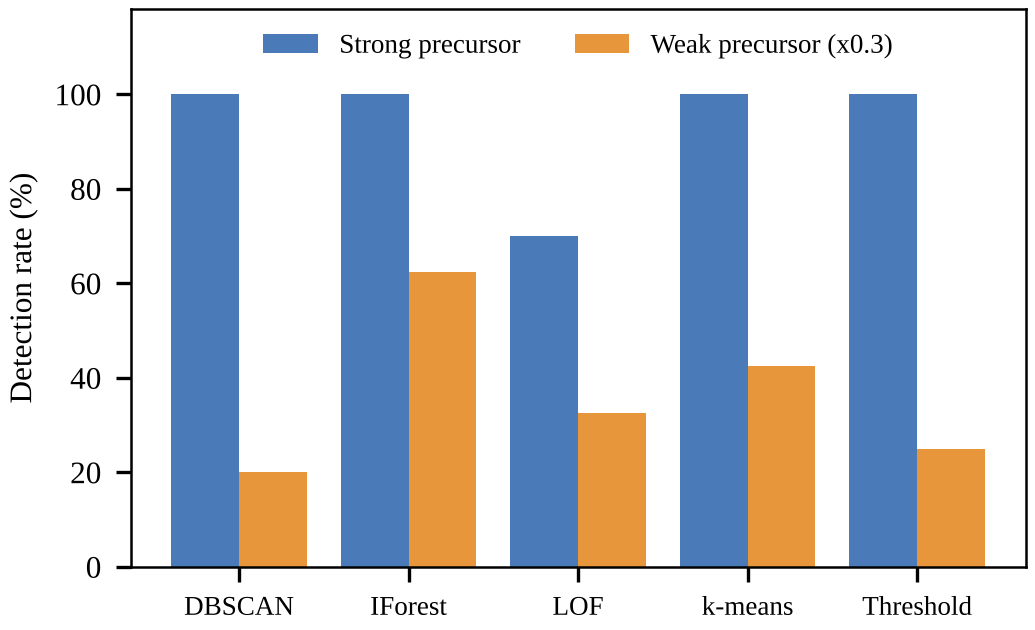 Strong precursor
Weak precursor (x0.3)
Detection rate (%)
100
80
60
40
20
0
DBSCAN
IForest
LOF
k-means
Threshold